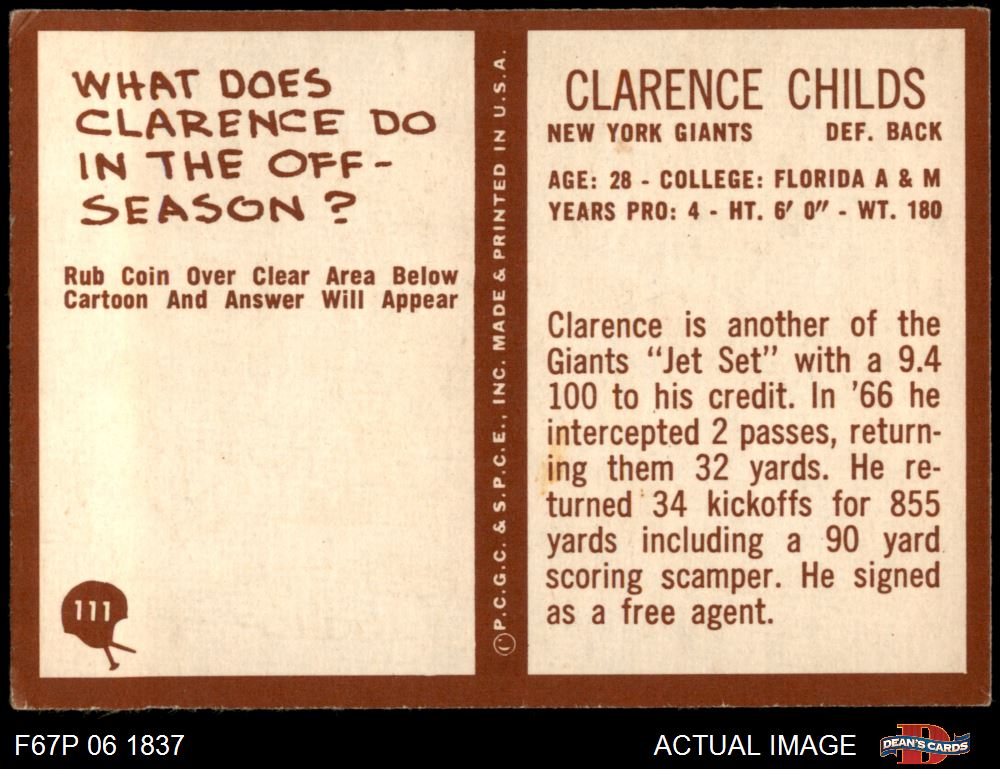 WHAT DOES
CLARENCE DO
IN THE OFF-
SEASON ?
Rub Coin Over Clear Area Below
Cartoon And Answer Will Appear
111
©P.C.G.C. & S.P.C.E., INC. MADE & PRINTED IN U.S.A.
CLARENCE CHILDS
NEW YORK GIANTS DEF. BACK
AGE: 28 - COLLEGE: FLORIDA A & M
YEARS PRO: 4 - HT. 6' 0" - WT. 180
Clarence is another of the
Giants “Jet Set” with a 9.4
100 to his credit. In '66 he
intercepted 2 passes, return-
ing them 32 yards. He re-
turned 34 kickoffs for 855
yards including a 90 yard
scoring scamper. He signed
as a free agent.
F67P 06 1837
ACTUAL IMAGE
D
DEAN'S CARDS